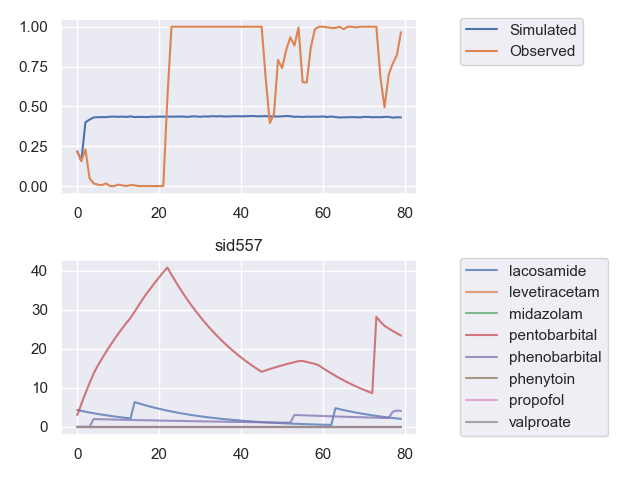 1.00
0.75
0.50
0.25
0.00
0 20 40 60 80
Simulated
Observed
sid557
40
30
20
10
0
0 20 40 60 80
lacosamide
levetiracetam
midazolam
pentobarbital
phenobarbital
phenytoin
propofol
valproate